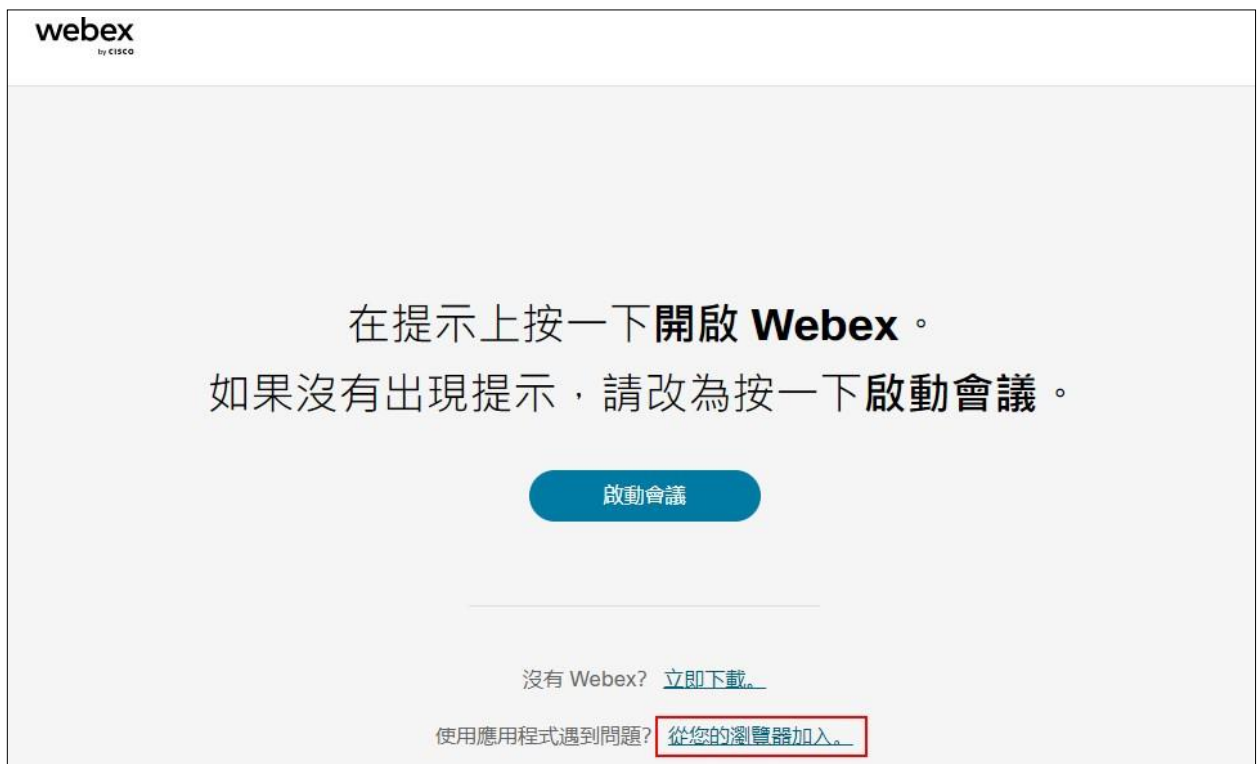 webex
by CISCO
在提示上按一下開啟 Webex。
如果沒有出現提示，請改為按一下啟動會議。
啟動會議
沒有 Webex? 立即下載。
使用應用程式遇到問題? 從您的瀏覽器加入。